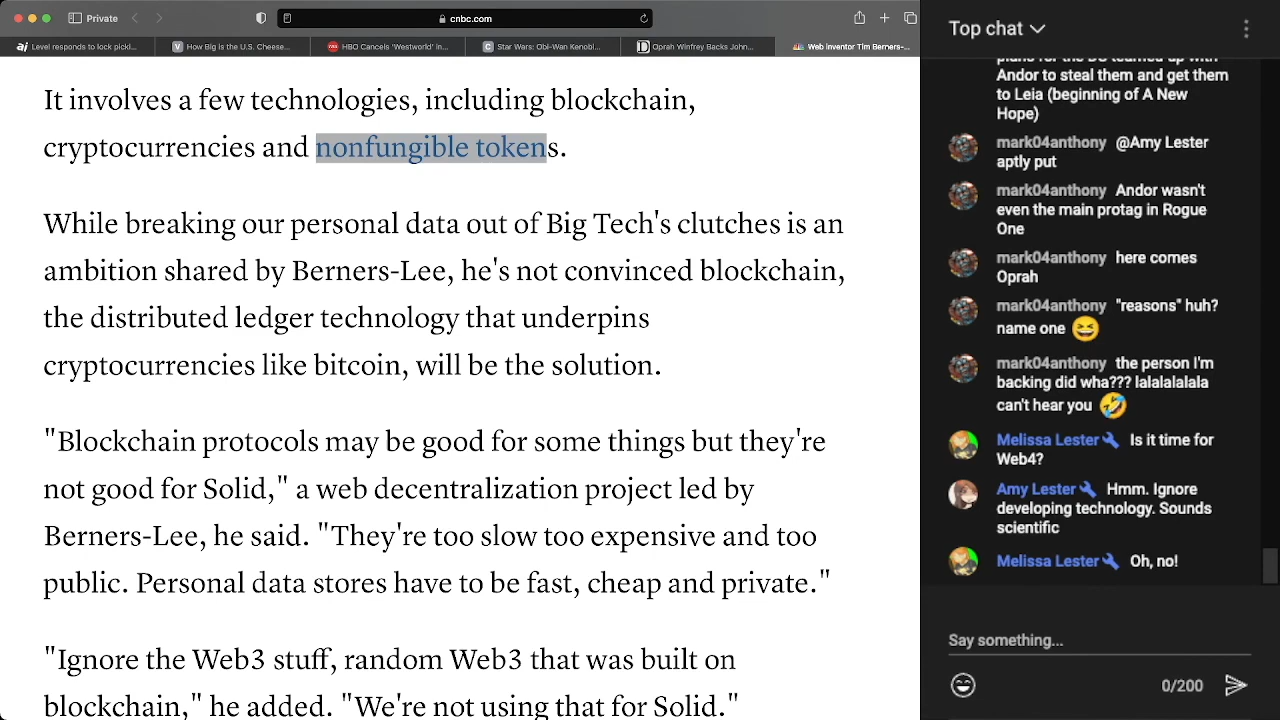 Private
cnbc.com
Level responds to lock pickl...
How Big is the U.S. Cheese...
HBO Cancels 'Westworld' in...
Star Wars: Obi-Wan Kenobi...
Oprah Winfrey Backs John...
Web inventor Tim Berners-...
It involves a few technologies, including blockchain,
cryptocurrencies and nonfungible tokens.
While breaking our personal data out of Big Tech's clutches is an
ambition shared by Berners-Lee, he's not convinced blockchain,
the distributed ledger technology that underpins
cryptocurrencies like bitcoin, will be the solution.
"Blockchain protocols may be good for some things but they're
not good for Solid," a web decentralization project led by
Berners-Lee, he said. "They're too slow too expensive and too
public. Personal data stores have to be fast, cheap and private."
"Ignore the Web3 stuff, random Web3 that was built on
blockchain," he added. "We're not using that for Solid."
Top chat
plans for the DS teamed up with
Andor to steal them and get them
to Leia (beginning of A New
Hope)
mark04anthony @Amy Lester
aptly put
mark04anthony Andor wasn't
even the main protag in Rogue
One
mark04anthony here comes
Oprah
mark04anthony "reasons" huh?
name one 😆
mark04anthony the person I'm
backing did wha??? lalalalalala
can't hear you 🤣
Melissa Lester Is it time for
Web4?
Amy Lester Hmm. Ignore
developing technology. Sounds
scientific
Melissa Lester Oh, no!
Say something...
0/200